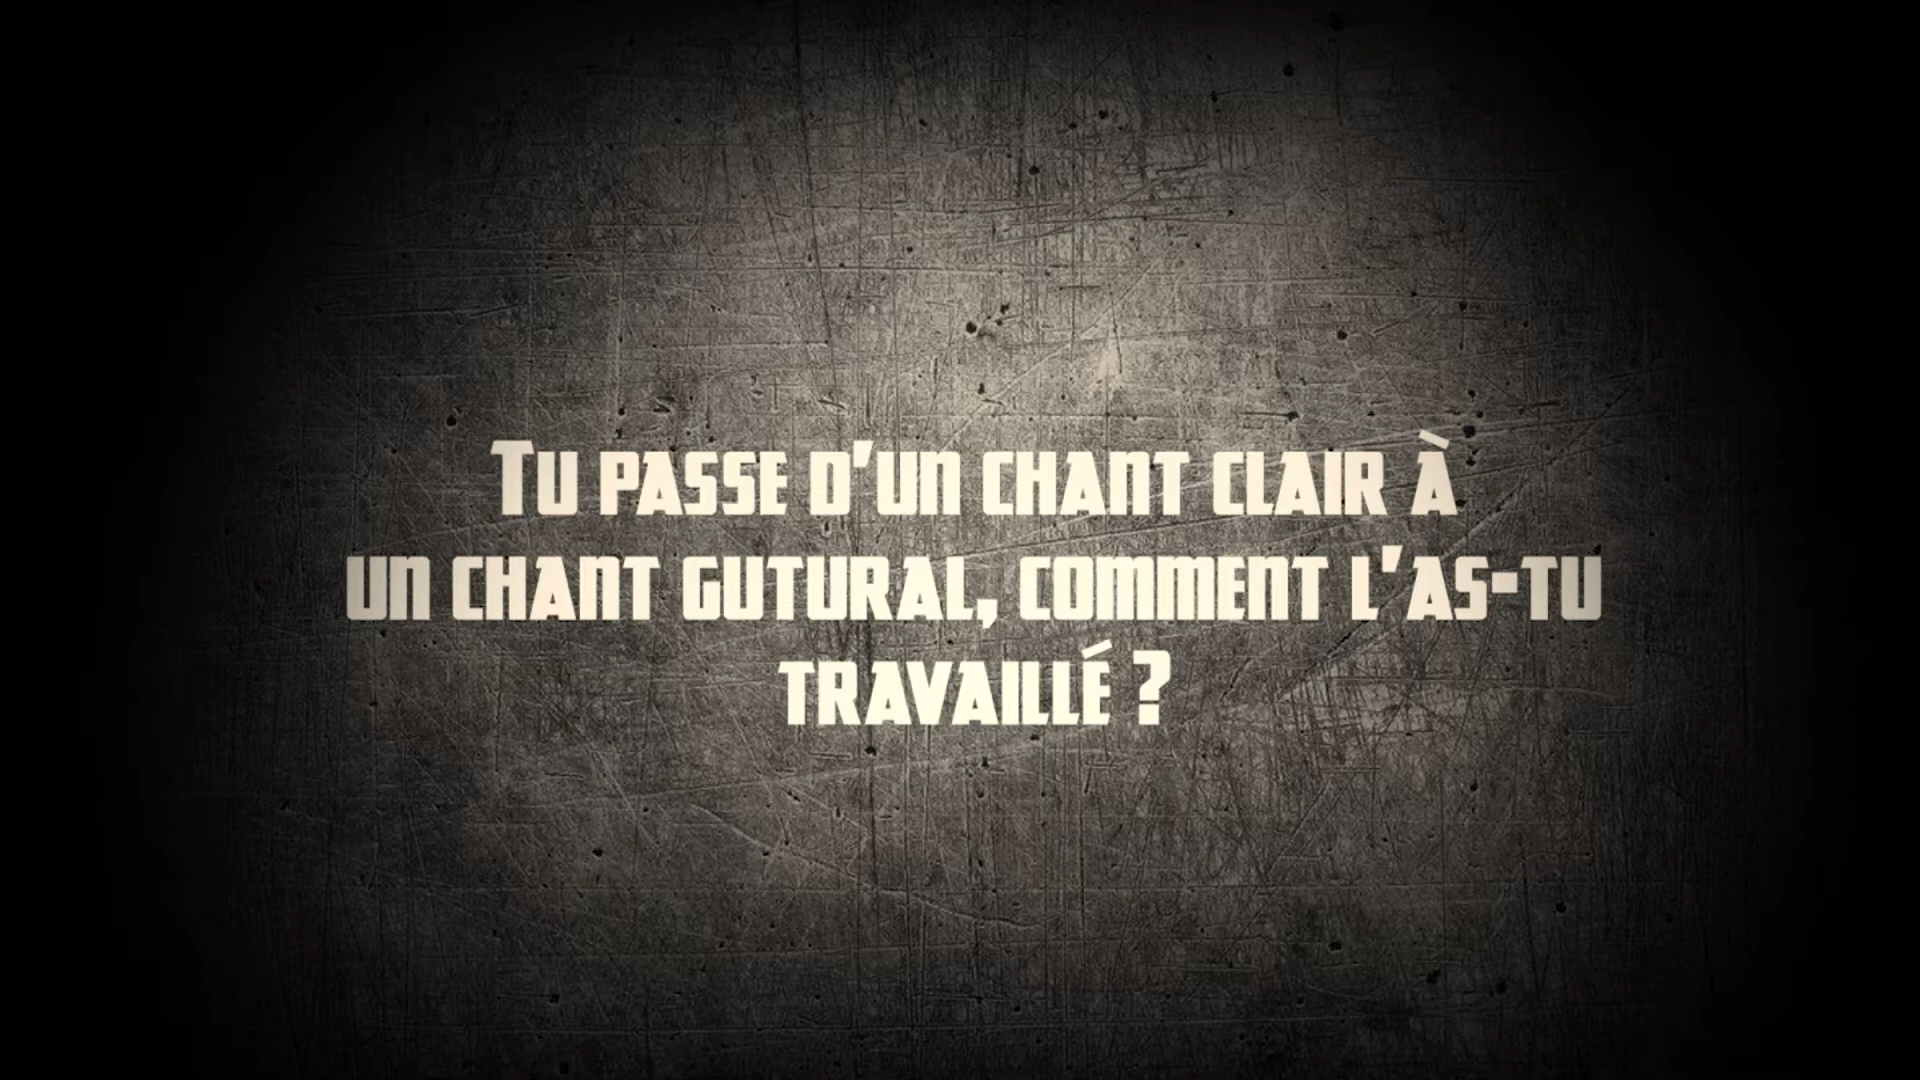 Tu passe d'un chant clair à
un chant gutural, comment l'as-tu
travaillé ?